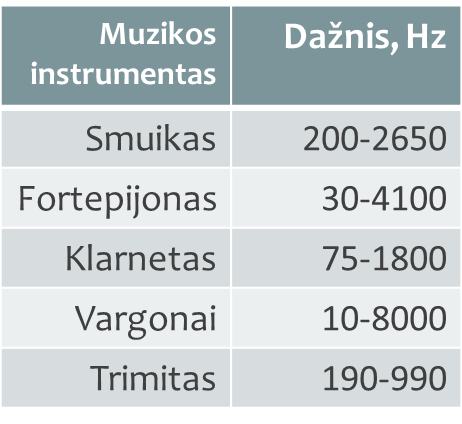 Muzikos instrumentas Dažnis, Hz
Smuikas 200-2650
Fortepijonas 30-4100
Klarnetas 75-1800
Vargonai 10-8000
Trimitas 190-990